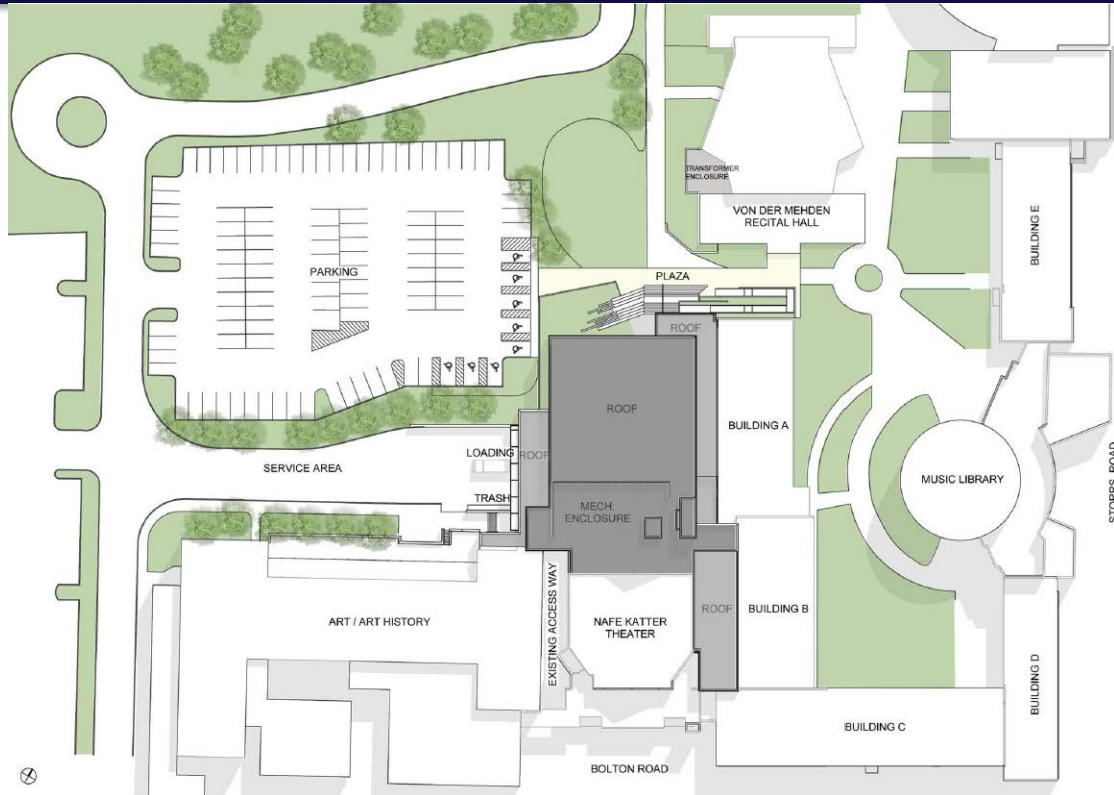 TRANSFORMER
ENCLOSURE
VON DER MEHDEN
RECITAL HALL
BUILDING E
PARKING
PLAZA
ROOF
ROOF
BUILDING A
LOADING
ROOF
SERVICE AREA
MUSIC LIBRARY
STORRS ROAD
TRASH
MECH.
ENCLOSURE
EXISTING ACCESS WAY
ART / ART HISTORY
NAFE KATTER
THEATER
ROOF
BUILDING B
BUILDING D
BUILDING C
BOLTON ROAD